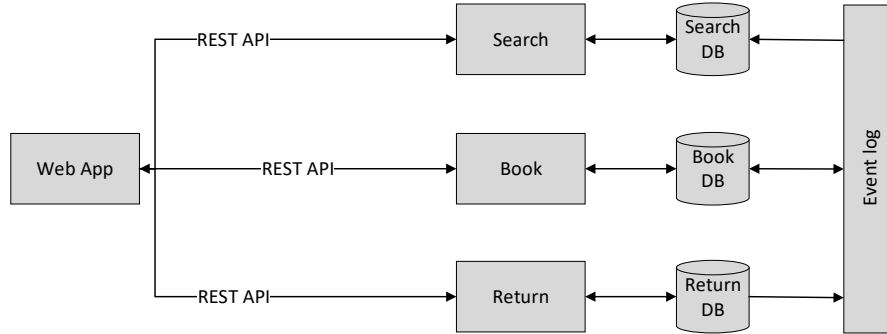 REST API
Search
Search
DB
Web App
REST API
Book
Book
DB
Event log
REST API
Return
Return
DB